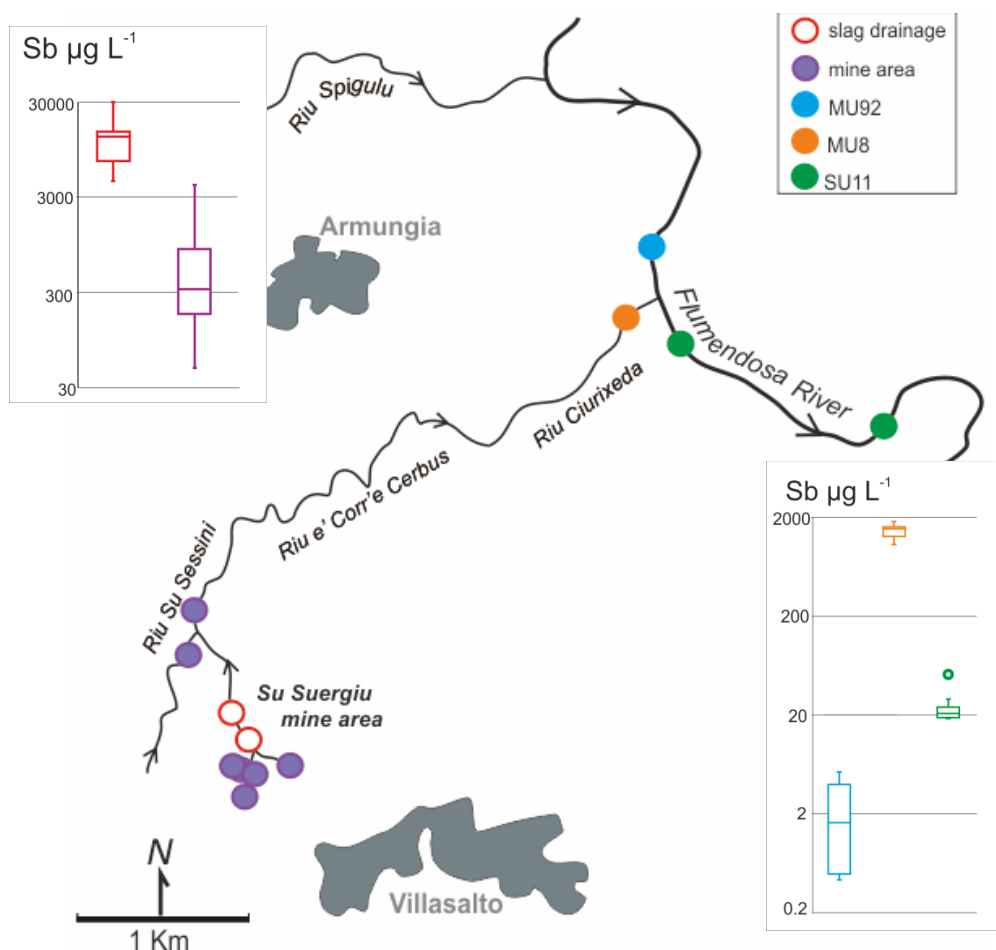 Sb µg L-1
30000
3000
300
30
slag drainage
mine area
MU92
MU8
SU11
Riu Spigulu
Armungia
Flumendosa River
Riu Ciurixeda
Riu e' Corr'e Cerbus
Riu Su Sessini
Su Suergiu
mine area
Sb µg L-1
2000
200
20
2
0.2
N
1 Km
Villasalto